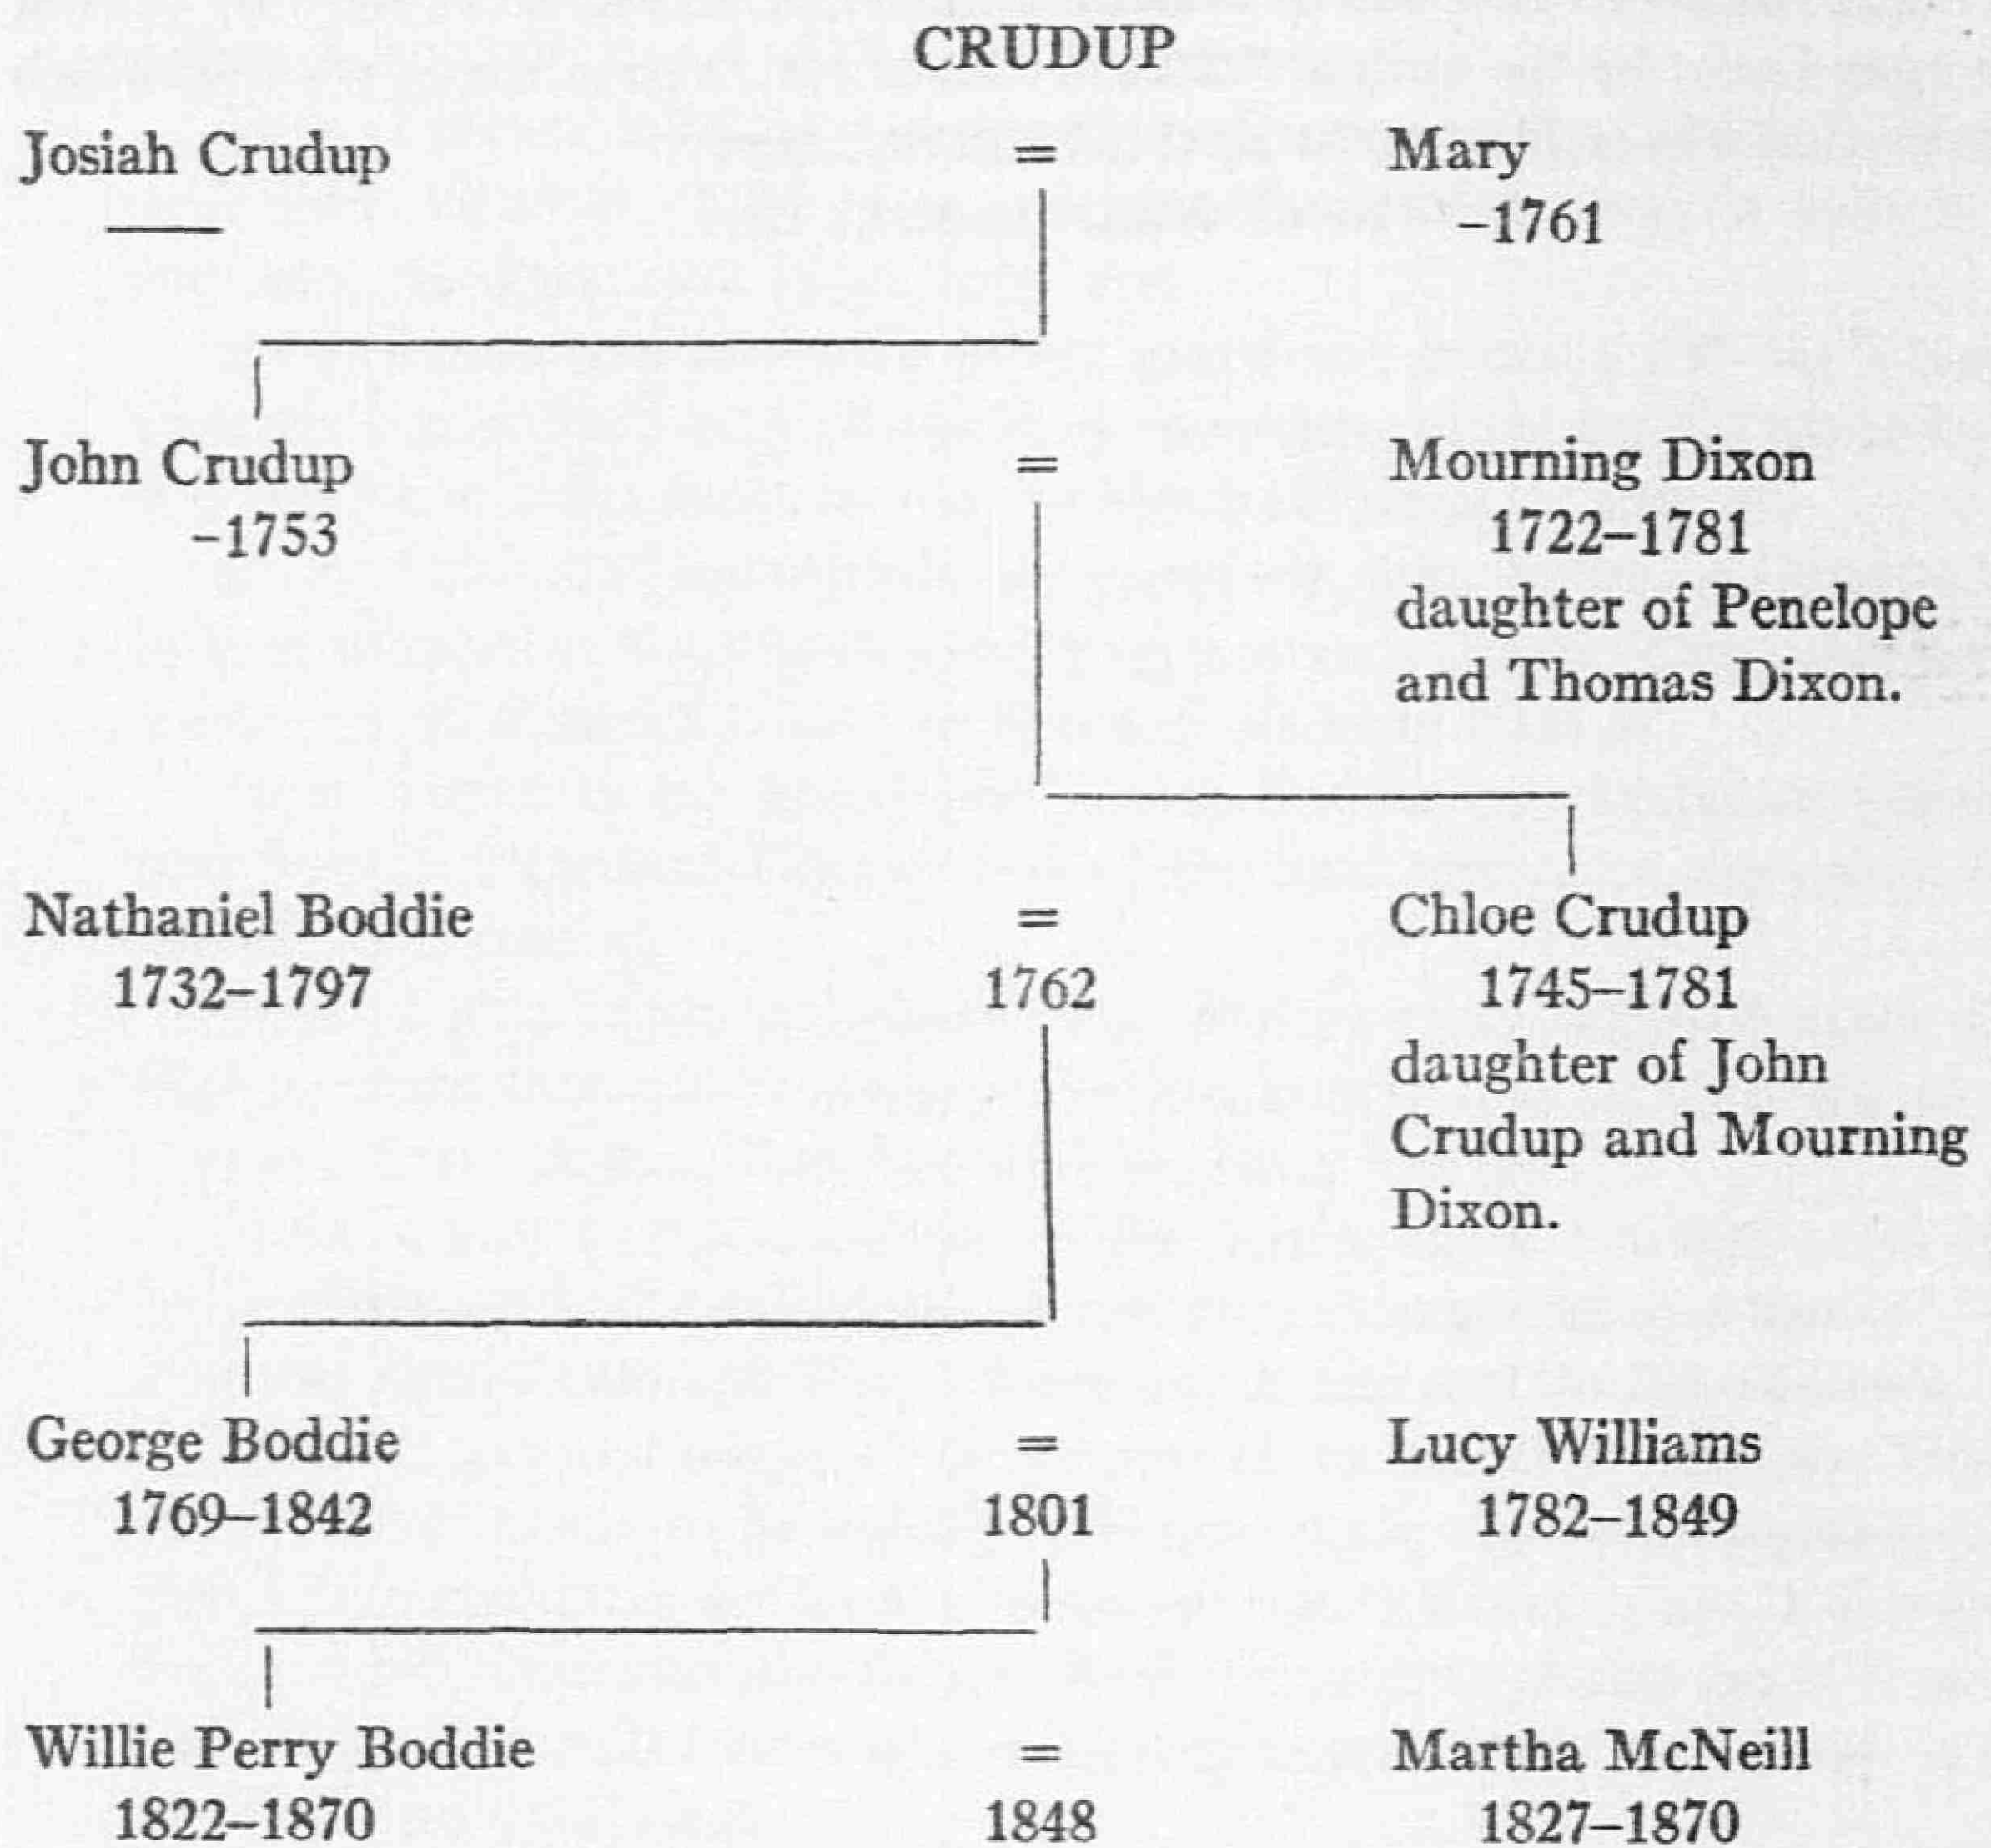 CRUDUP
Josiah Crudup = Mary
–1761
John Crudup = Mourning Dixon
–1753 1722–1781
daughter of Penelope
and Thomas Dixon.
Nathaniel Boddie = Chloe Crudup
1732–1797 1762 1745–1781
daughter of John
Crudup and Mourning
Dixon.
George Boddie = Lucy Williams
1769–1842 1801 1782–1849
Willie Perry Boddie = Martha McNeill
1822–1870 1848 1827–1870